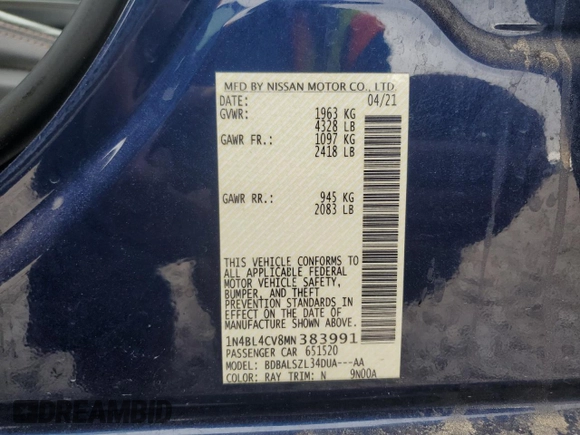 MFD BY NISSAN MOTOR CO., LTD.
DATE: 04/21
GVWR: 1963 KG
4328 LB
GAWR FR.: 1097 KG
2418 LB
GAWR RR.: 945 KG
2083 LB
THIS VEHICLE CONFORMS TO
ALL APPLICABLE FEDERAL
MOTOR VEHICLE SAFETY,
BUMPER, AND THEFT
PREVENTION STANDARDS IN
EFFECT ON THE DATE OF
MANUFACTURE SHOWN ABOVE.
1N4BL4CV8MN383991
PASSENGER CAR 651520
MODEL: BDBALSZL34DUA---AA
COLOR: RAY TRIM: N 9N00A
DREAMBID